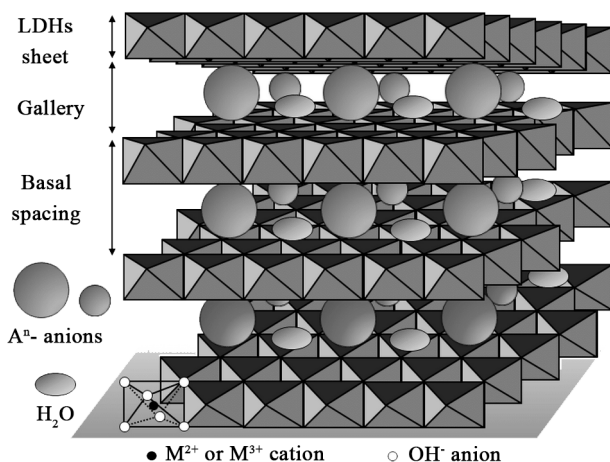 LDHs
sheet
Gallery
Basal
spacing
Aⁿ- anions
H₂O
M²⁺ or M³⁺ cation
OH⁻ anion